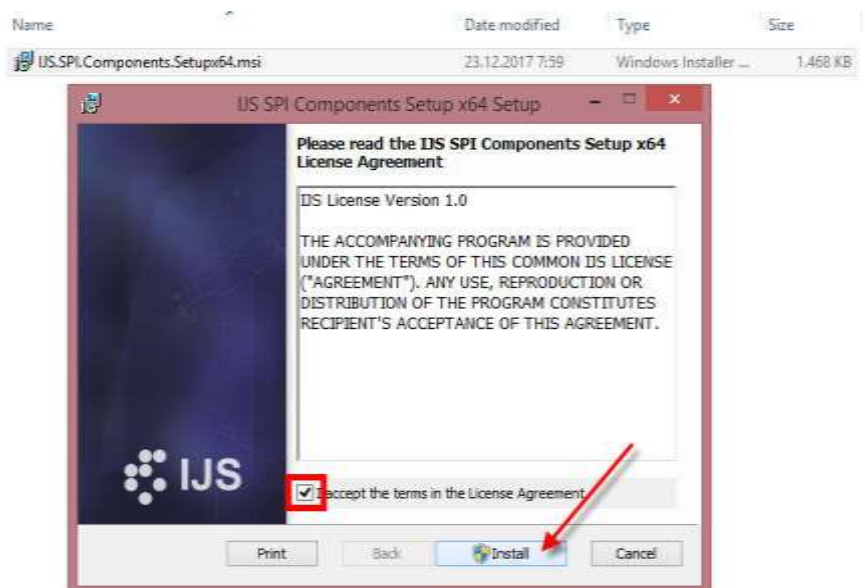 Name Date modified Type Size
IJS.SPI.Components.Setupx64.msi 23.12.2017 7:59 Windows Installer ... 1.468 KB
IJS SPI Components Setup x64 Setup
Please read the IJS SPI Components Setup x64
License Agreement
IJS License Version 1.0
THE ACCOMPANYING PROGRAM IS PROVIDED
UNDER THE TERMS OF THIS COMMON IJS LICENSE
("AGREEMENT"). ANY USE, REPRODUCTION OR
DISTRIBUTION OF THE PROGRAM CONSTITUTES
RECIPIENT'S ACCEPTANCE OF THIS AGREEMENT.
IJS
I accept the terms in the License Agreement
Print Back Install Cancel